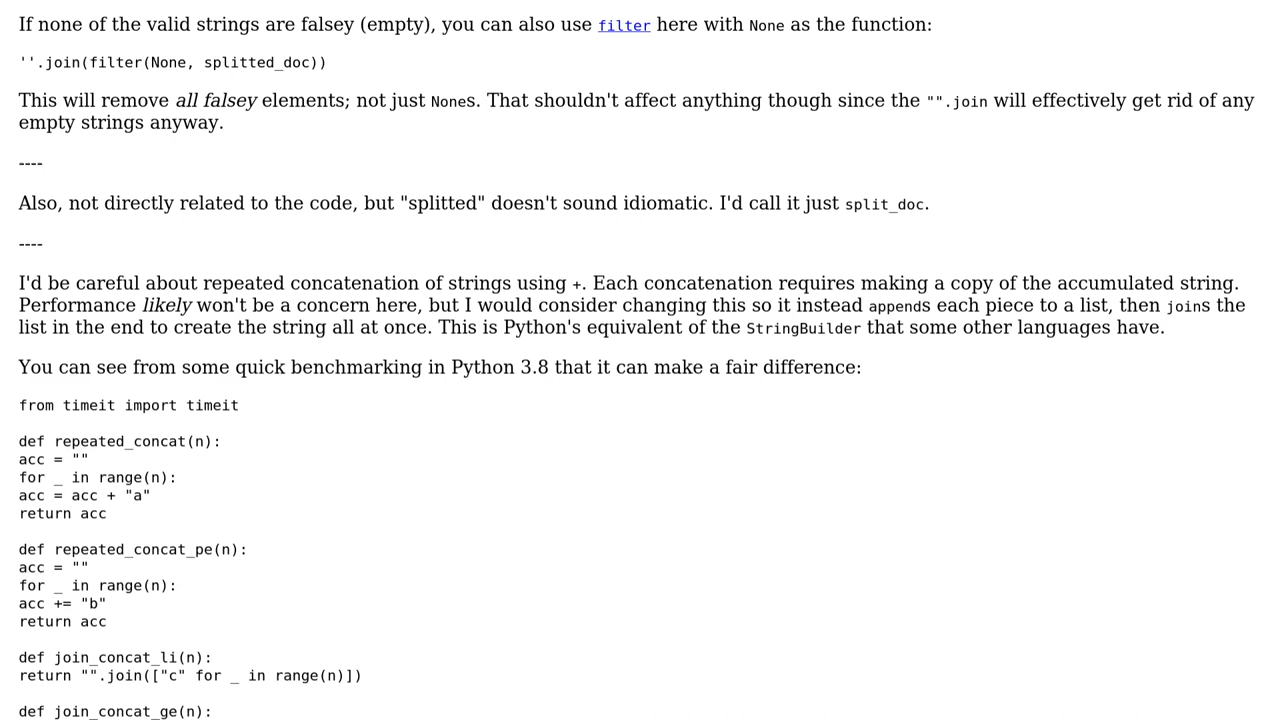 If none of the valid strings are falsey (empty), you can also use filter here with None as the function:
''.join(filter(None, splitted_doc))
This will remove all falsey elements; not just Nones. That shouldn't affect anything though since the "".join will effectively get rid of any
empty strings anyway.
----
Also, not directly related to the code, but "splitted" doesn't sound idiomatic. I'd call it just split_doc.
----
I'd be careful about repeated concatenation of strings using +. Each concatenation requires making a copy of the accumulated string.
Performance likely won't be a concern here, but I would consider changing this so it instead appends each piece to a list, then joins the
list in the end to create the string all at once. This is Python's equivalent of the StringBuilder that some other languages have.
You can see from some quick benchmarking in Python 3.8 that it can make a fair difference:
from timeit import timeit
def repeated_concat(n):
acc = ""
for _ in range(n):
acc = acc + "a"
return acc
def repeated_concat_pe(n):
acc = ""
for _ in range(n):
acc += "b"
return acc
def join_concat_li(n):
return "".join(["c" for _ in range(n)])
def join_concat_ge(n):